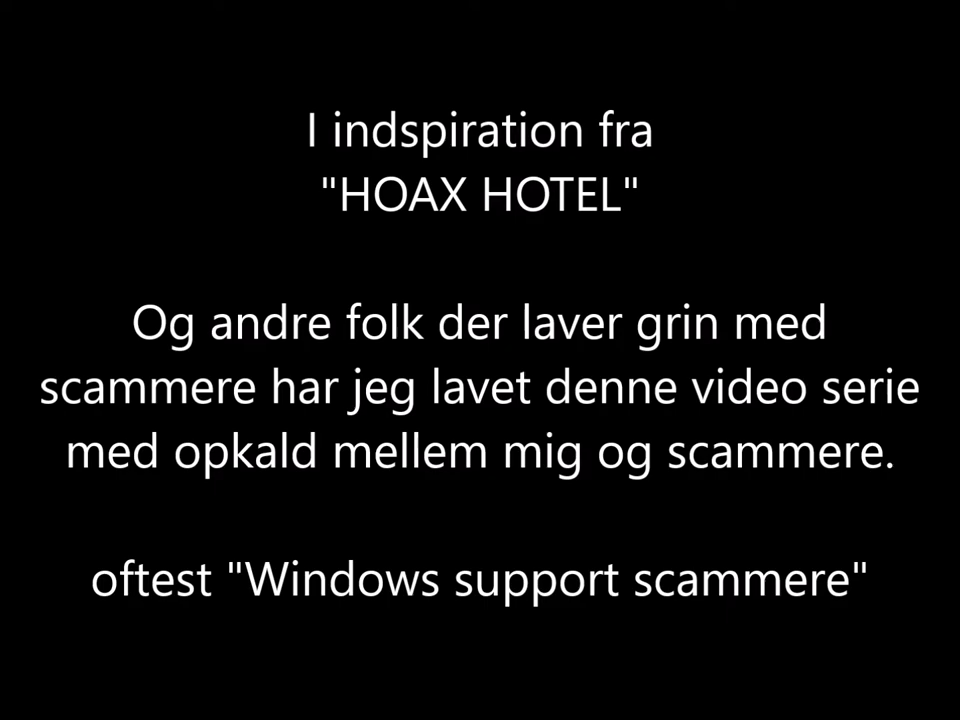 I indspiration fra
"HOAX HOTEL"
Og andre folk der laver grin med
scammere har jeg lavet denne video serie
med opkald mellem mig og scammere.
oftest "Windows support scammere"